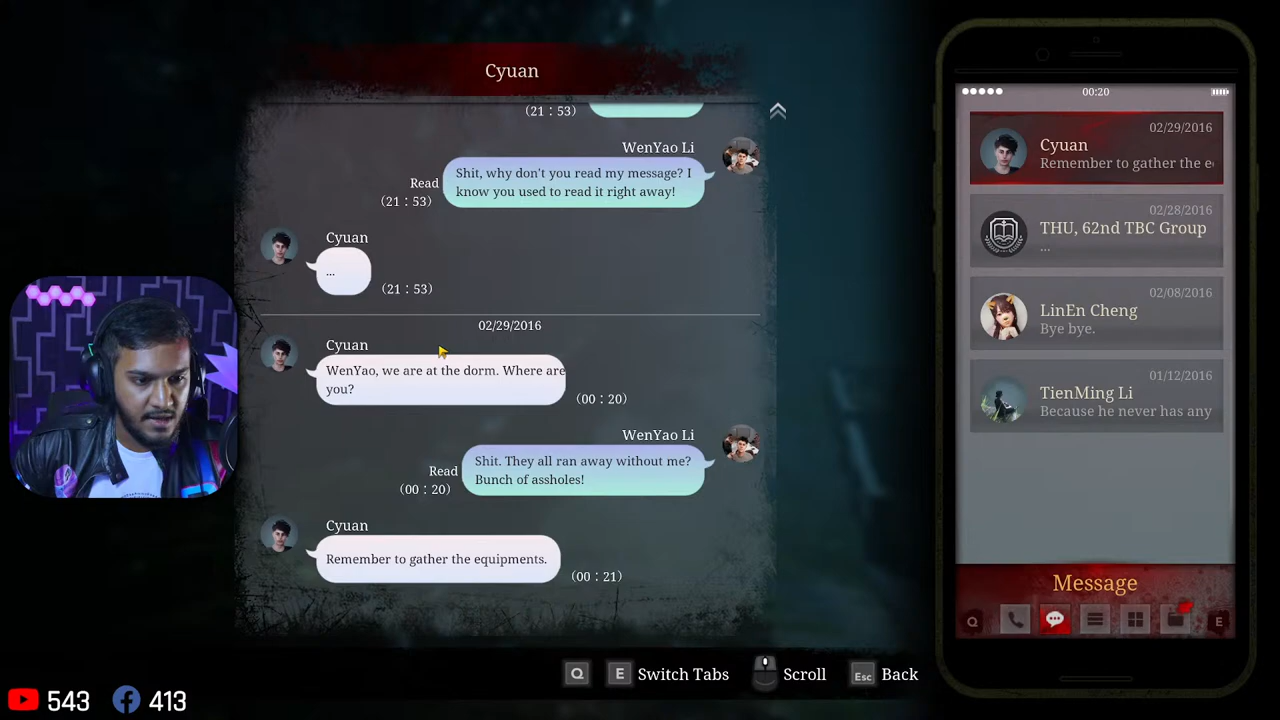 Cyuan
(21 : 53)
WenYao Li
Shit, why don't you read my message? I
know you used to read it right away!
Read
(21 : 53)
Cyuan
...
(21 : 53)
02/29/2016
Cyuan
WenYao, we are at the dorm. Where are
you?
(00 : 20)
WenYao Li
Shit. They all ran away without me?
Bunch of assholes!
Read
(00 : 20)
Cyuan
Remember to gather the equipments.
(00 : 21)
Q E Switch Tabs Scroll Esc Back
543 413
00:20
02/29/2016
Cyuan
Remember to gather the e
02/28/2016
THU, 62nd TBC Group
...
02/08/2016
LinEn Cheng
Bye bye.
01/12/2016
TienMing Li
Because he never has any
Message
Q E